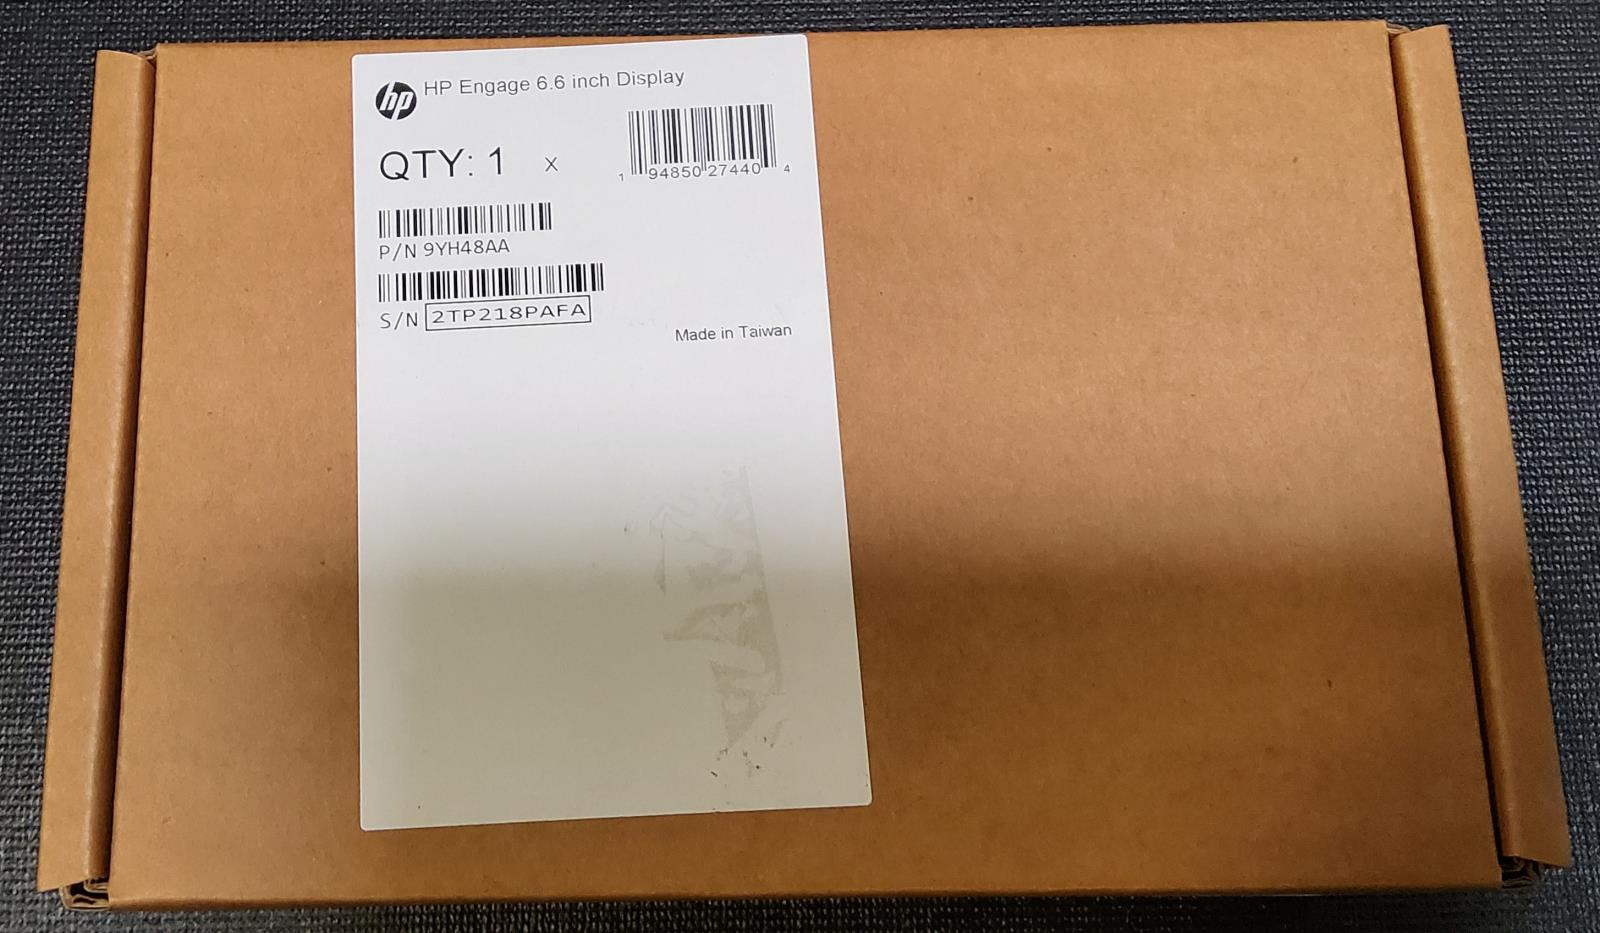 hp HP Engage 6.6 inch Display
QTY: 1 x
1 94850 27440 4
P/N 9YH48AA
S/N 2TP218PAFA
Made in Taiwan